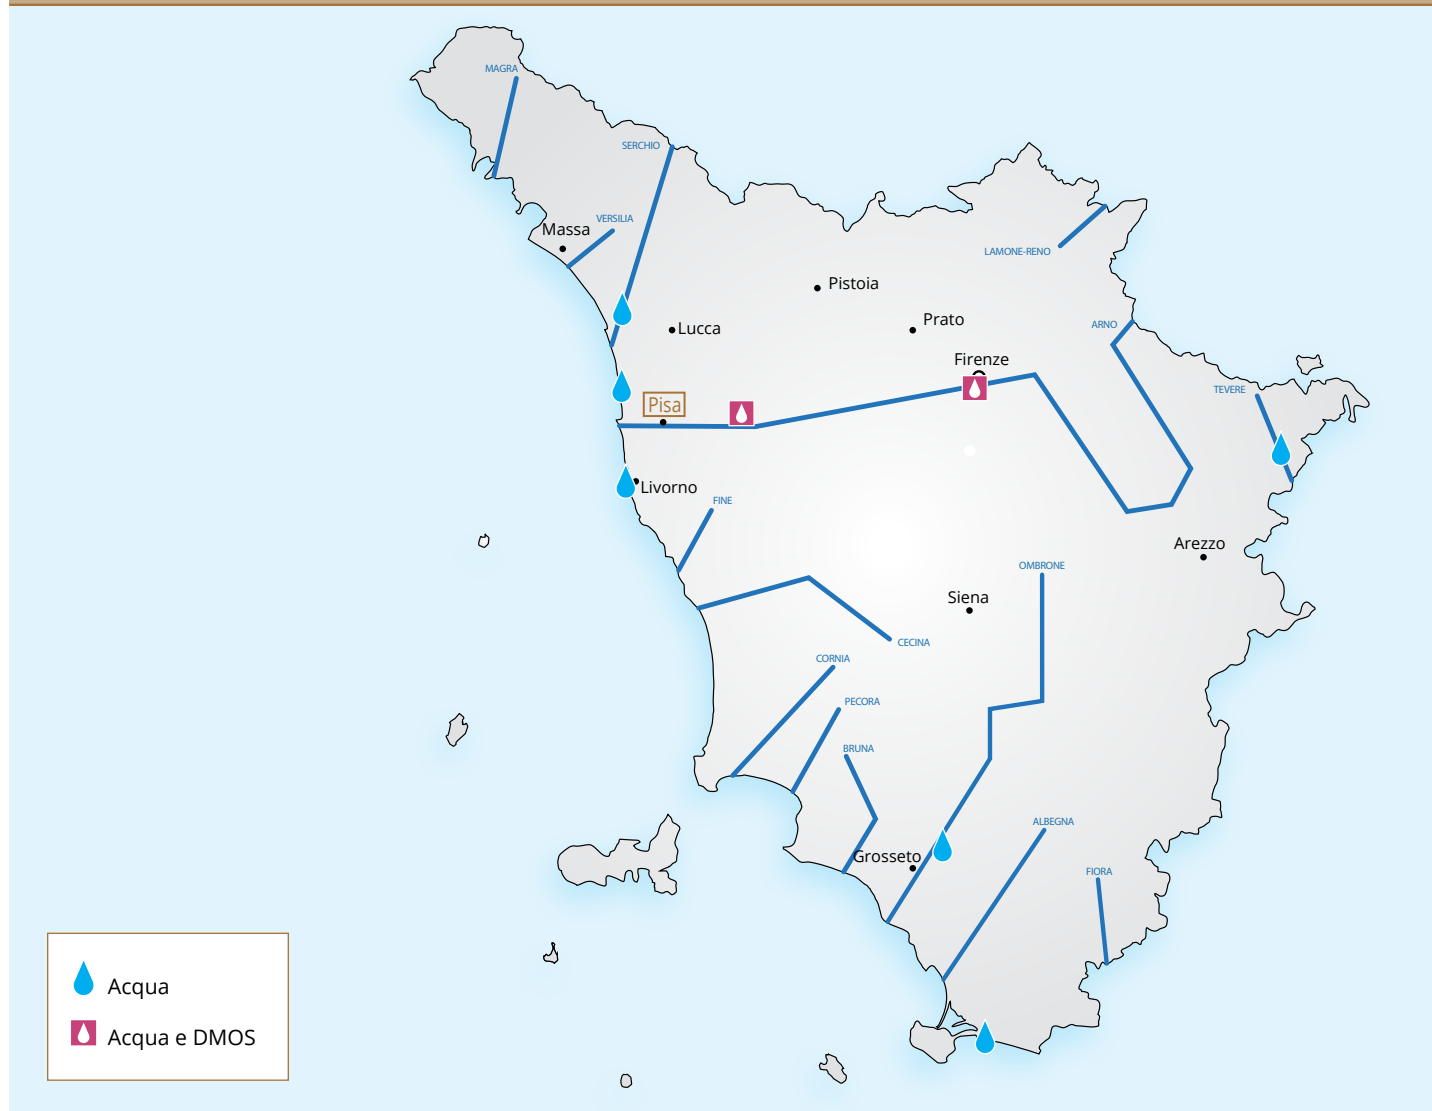 MAGRA
SERCHIO
VERSILIA
Massa
LAMONE-RENO
Pistoia
Prato
Lucca
ARNO
Firenze
TEVERE
Pisa
Livorno
FINE
Arezzo
OMBRONE
Siena
CECINA
CORNIA
PECORA
BRUNA
ALBEGNA
Grosseto
FIORA
Acqua
Acqua e DMOS